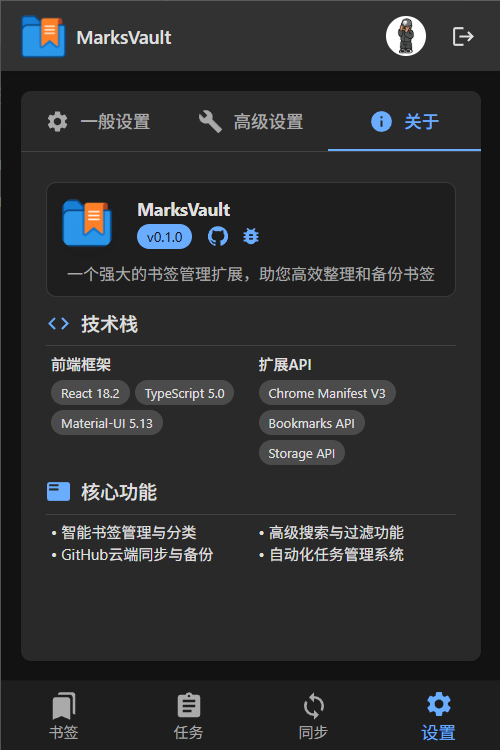 MarksVault
一般设置 高级设置 关于
MarksVault
v0.1.0
一个强大的书签管理扩展，助您高效整理和备份书签
技术栈
前端框架
React 18.2 TypeScript 5.0
Material-UI 5.13
扩展API
Chrome Manifest V3
Bookmarks API
Storage API
核心功能
• 智能书签管理与分类
• GitHub云端同步与备份
• 高级搜索与过滤功能
• 自动化任务管理系统
书签 任务 同步 设置